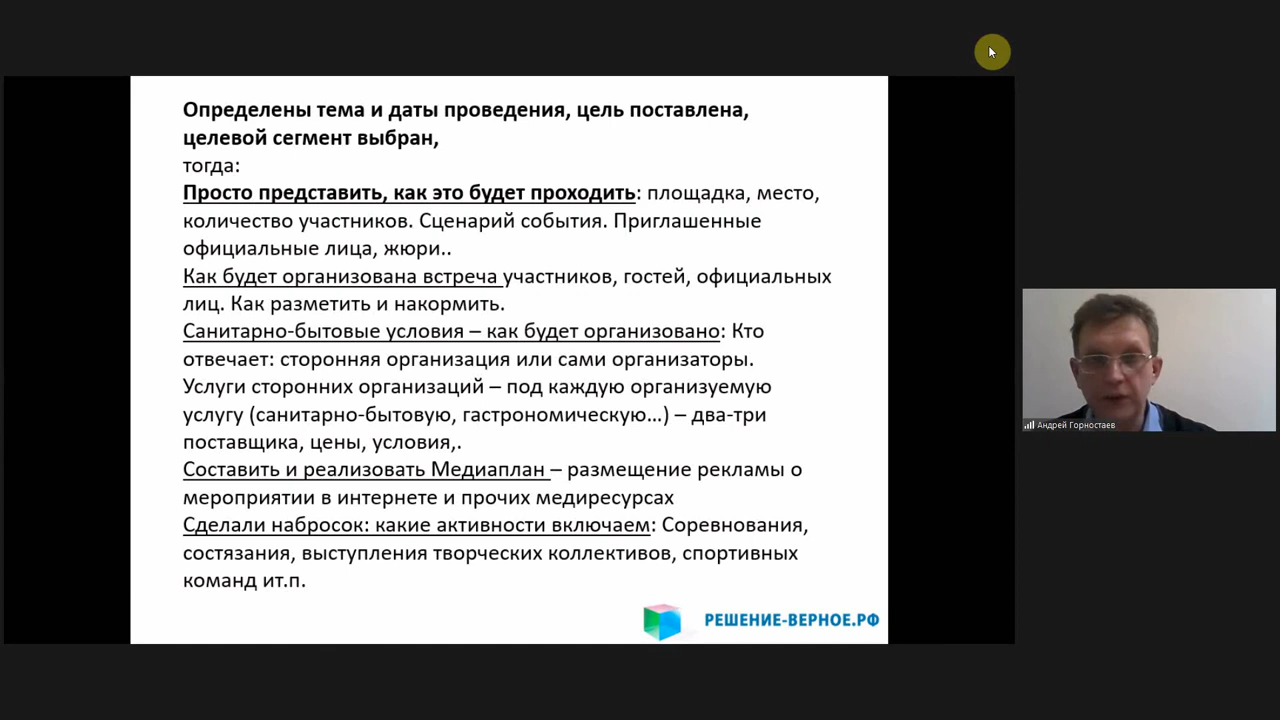 Определены тема и даты проведения, цель поставлена,
целевой сегмент выбран,
тогда:
Просто представить, как это будет проходить: площадка, место,
количество участников. Сценарий события. Приглашенные
официальные лица, жюри..
Как будет организована встреча участников, гостей, официальных
лиц. Как разметить и накормить.
Санитарно-бытовые условия – как будет организовано: Кто
отвечает: сторонняя организация или сами организаторы.
Услуги сторонних организаций – под каждую организуемую
услугу (санитарно-бытовую, гастрономическую…) – два-три
поставщика, цены, условия,.
Составить и реализовать Медиаплан – размещение рекламы о
мероприятии в интернете и прочих медиресурсах
Сделали набросок: какие активности включаем: Соревнования,
состязания, выступления творческих коллективов, спортивных
команд ит.п.
РЕШЕНИЕ-ВЕРНОЕ.РФ
Андрей Горностаев